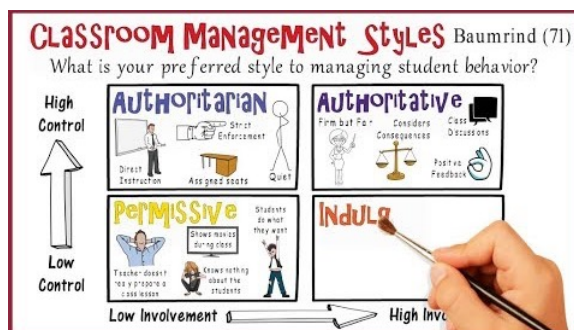 Classroom Management Styles Baumrind (71)
What is your preferred style to managing student behavior?
High
Control
Low
Control
Authoritarian
Strict
Enforcement
Direct
Instruction
Assigned seats
Quiet
Authoritative
Firm but Fair
Considers
Consequences
Class
Discussions
Positive
Feedback
Permissive
Shows movies
during class
Students
do what
they want
Teacher doesn't
really prepare a
class lesson
Knows nothing
about the
students
Indulg
Low Involvement
High Invo